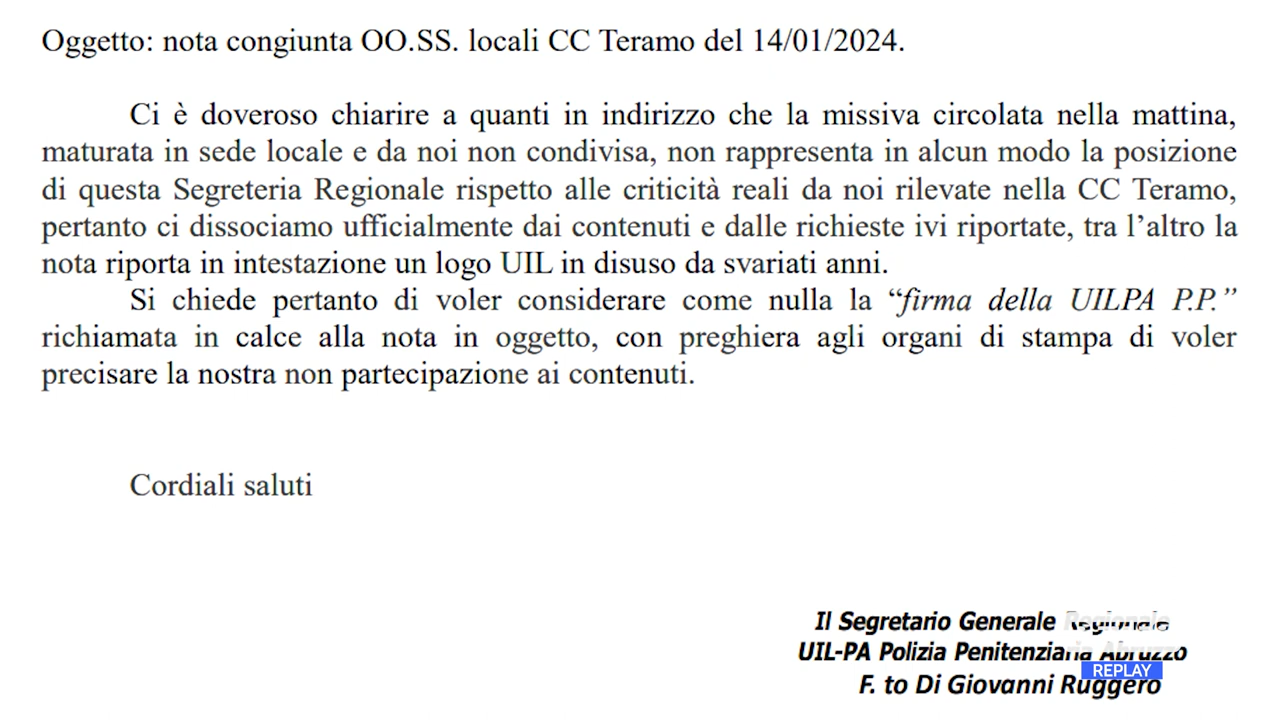 Oggetto: nota congiunta OO.SS. locali CC Teramo del 14/01/2024.
Ci è doveroso chiarire a quanti in indirizzo che la missiva circolata nella mattina,
maturata in sede locale e da noi non condivisa, non rappresenta in alcun modo la posizione
di questa Segreteria Regionale rispetto alle criticità reali da noi rilevate nella CC Teramo,
pertanto ci dissociamo ufficialmente dai contenuti e dalle richieste ivi riportate, tra l’altro la
nota riporta in intestazione un logo UIL in disuso da svariati anni.
Si chiede pertanto di voler considerare come nulla la “firma della UILPA P.P.”
richiamata in calce alla nota in oggetto, con preghiera agli organi di stampa di voler
precisare la nostra non partecipazione ai contenuti.
Cordiali saluti
Il Segretario Generale Regionale
UIL-PA Polizia Penitenziaria Abruzzo
REPLAY
F. to Di Giovanni Ruggero